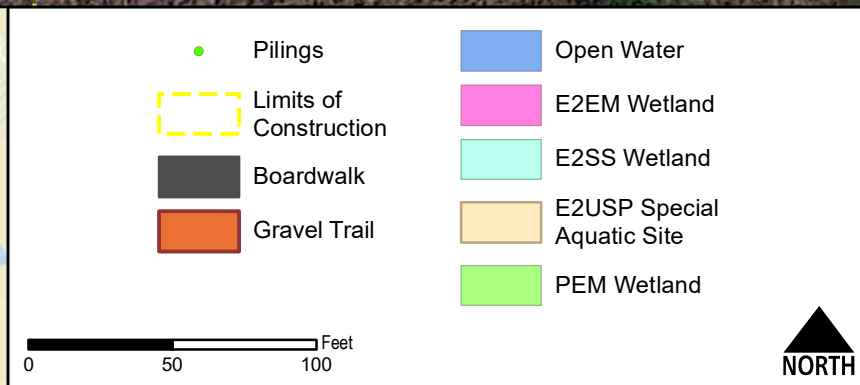 Pilings
Limits of
Construction
Boardwalk
Gravel Trail
Open Water
E2EM Wetland
E2SS Wetland
E2USP Special
Aquatic Site
PEM Wetland
Feet
0 50 100
NORTH